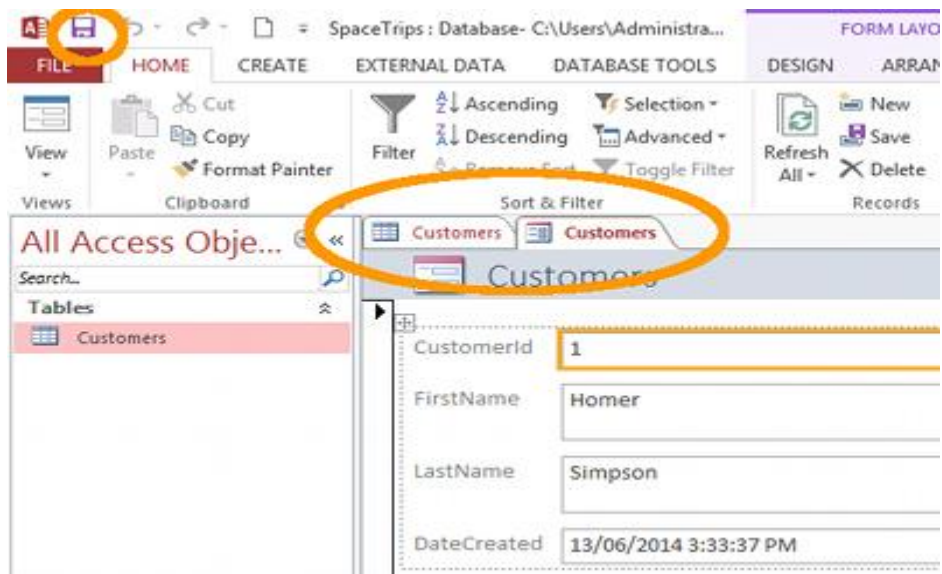 SpaceTrips : Database- C:\Users\Administra...
FORM LAYO
FILE HOME CREATE EXTERNAL DATA DATABASE TOOLS DESIGN ARRAN
View
Views
Paste
Cut
Copy
Format Painter
Clipboard
Filter
Ascending
Descending
Remove Sort
Selection
Advanced
Toggle Filter
Sort & Filter
Refresh
All
New
Save
Delete
Records
All Access Obje... «
Search...
Tables
Customers
Customers Customers
Customers
CustomerId 1
FirstName Homer
LastName Simpson
DateCreated 13/06/2014 3:33:37 PM